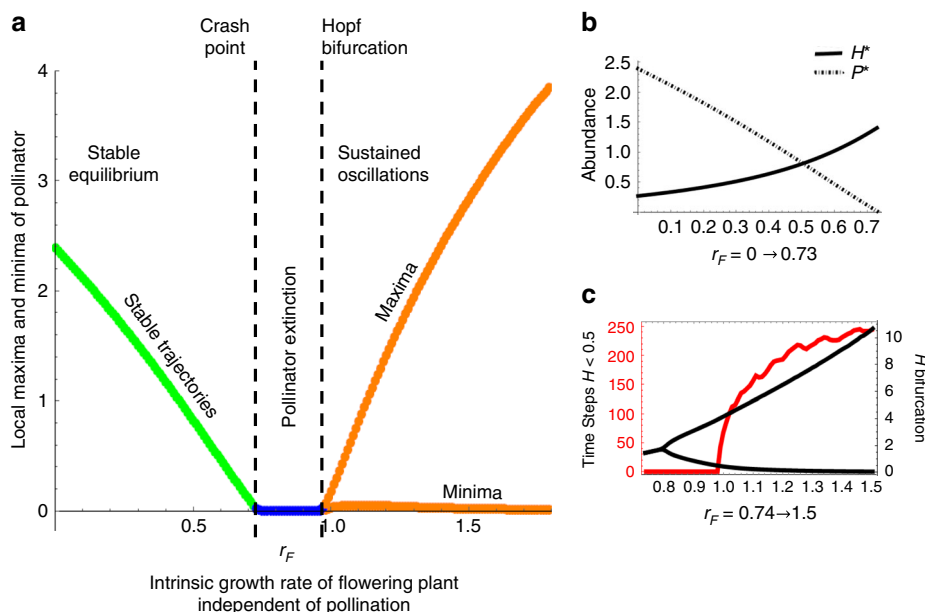 a
Crash
point
Hopf
bifurcation
4
3
2
1
0
Local maxima and minima of pollinator
Stable
equilibrium
Sustained
oscillations
Stable trajectories
Pollinator extinction
Maxima
Minima
0.5
1.0
1.5
r_F
Intrinsic growth rate of flowering plant
independent of pollination
b
H*
P*
2.5
2.0
1.5
1.0
0.5
Abundance
0.1 0.2 0.3 0.4 0.5 0.6 0.7
r_F = 0 → 0.73
c
250
200
150
100
50
0
Time Steps H < 0.5
10
8
6
4
2
0
H bifurcation
0.8 0.9 1.0 1.1 1.2 1.3 1.4 1.5
r_F = 0.74→1.5